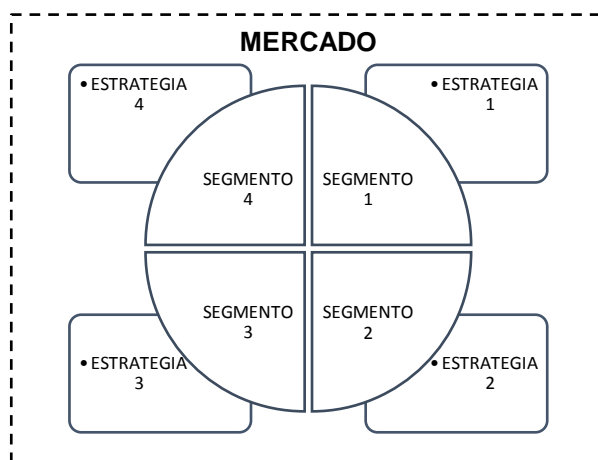 MERCADO
• ESTRATEGIA
4
• ESTRATEGIA
1
SEGMENTO
4
SEGMENTO
1
SEGMENTO
3
SEGMENTO
2
• ESTRATEGIA
3
• ESTRATEGIA
2